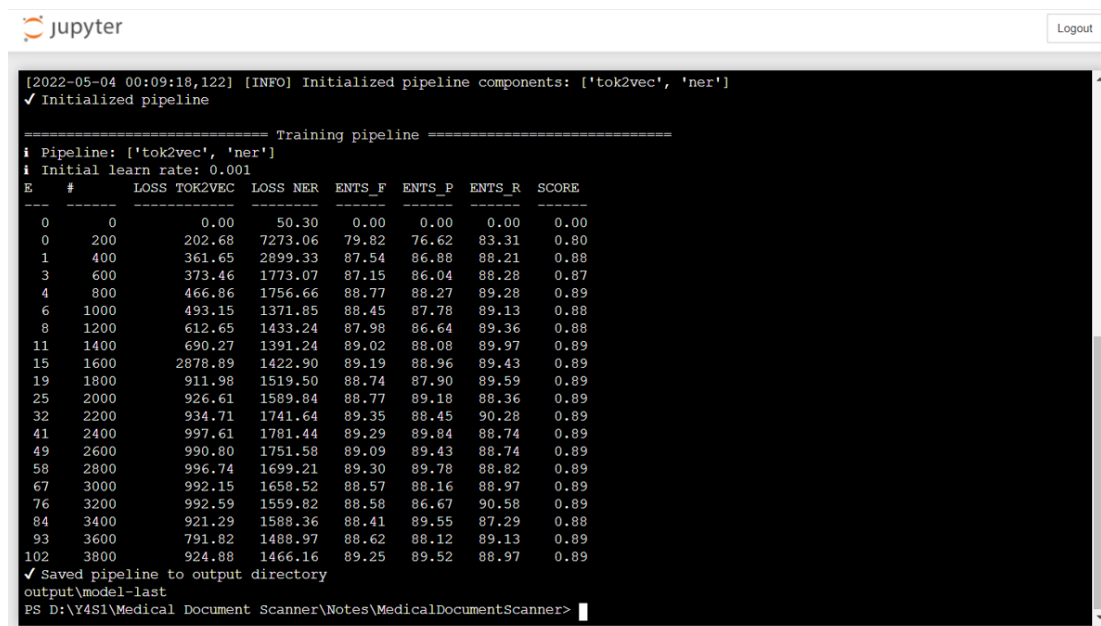 jupyter
Logout
[2022-05-04 00:09:18,122] [INFO] Initialized pipeline components: ['tok2vec', 'ner']
✔ Initialized pipeline
============================= Training pipeline =============================
ℹ Pipeline: ['tok2vec', 'ner']
ℹ Initial learn rate: 0.001
E    #       LOSS TOK2VEC  LOSS NER  ENTS_F  ENTS_P  ENTS_R  SCORE
---  ------  ------------  --------  ------  ------  ------  ------
  0       0          0.00     50.30    0.00    0.00    0.00    0.00
  0     200        202.68   7273.06   79.82   76.62   83.31    0.80
  1     400        361.65   2899.33   87.54   86.88   88.21    0.88
  3     600        373.46   1773.07   87.15   86.04   88.28    0.87
  4     800        466.86   1756.66   88.77   88.27   89.28    0.89
  6    1000        493.15   1371.85   88.45   87.78   89.13    0.88
  8    1200        612.65   1433.24   87.98   86.64   89.36    0.88
 11    1400        690.27   1391.24   89.02   88.08   89.97    0.89
 15    1600       2878.89   1422.90   89.19   88.96   89.43    0.89
 19    1800        911.98   1519.50   88.74   87.90   89.59    0.89
 25    2000        926.61   1589.84   88.77   89.18   88.36    0.89
 32    2200        934.71   1741.64   89.35   88.45   90.28    0.89
 41    2400        997.61   1781.44   89.29   89.84   88.74    0.89
 49    2600        990.80   1751.58   89.09   89.43   88.74    0.89
 58    2800        996.74   1699.21   89.30   89.78   88.82    0.89
 67    3000        992.15   1658.52   88.57   88.16   88.97    0.89
 76    3200        992.59   1559.82   88.58   86.67   90.58    0.89
 84    3400        921.29   1588.36   88.41   89.55   87.29    0.88
 93    3600        791.82   1488.97   88.62   88.12   89.13    0.89
102    3800        924.88   1466.16   89.25   89.52   88.97    0.89
✔ Saved pipeline to output directory
output\model-last
PS D:\Y4S1\Medical Document Scanner\Notes\MedicalDocumentScanner>